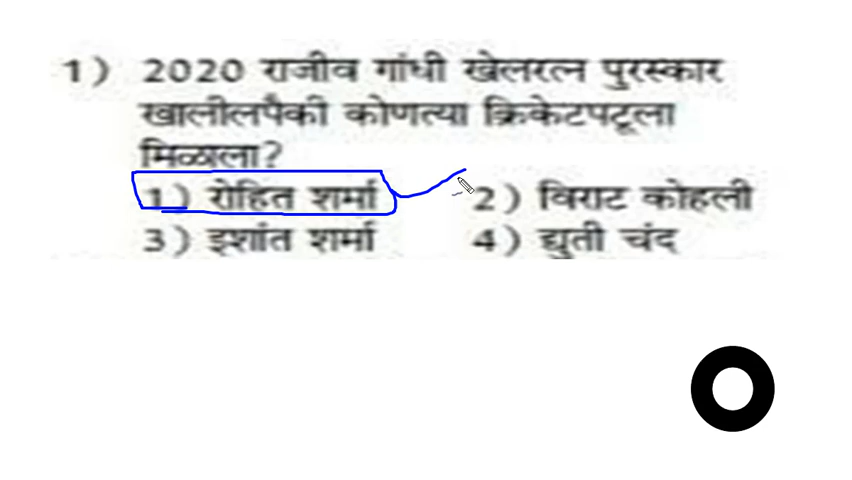 1) 2020 राजीव गांधी खेलरत्न पुरस्कार
खालीलपैकी कोणत्या क्रिकेटपटूला
मिळाला?
1) रोहित शर्मा 2) विराट कोहली
3) इशांत शर्मा 4) द्युती चंद